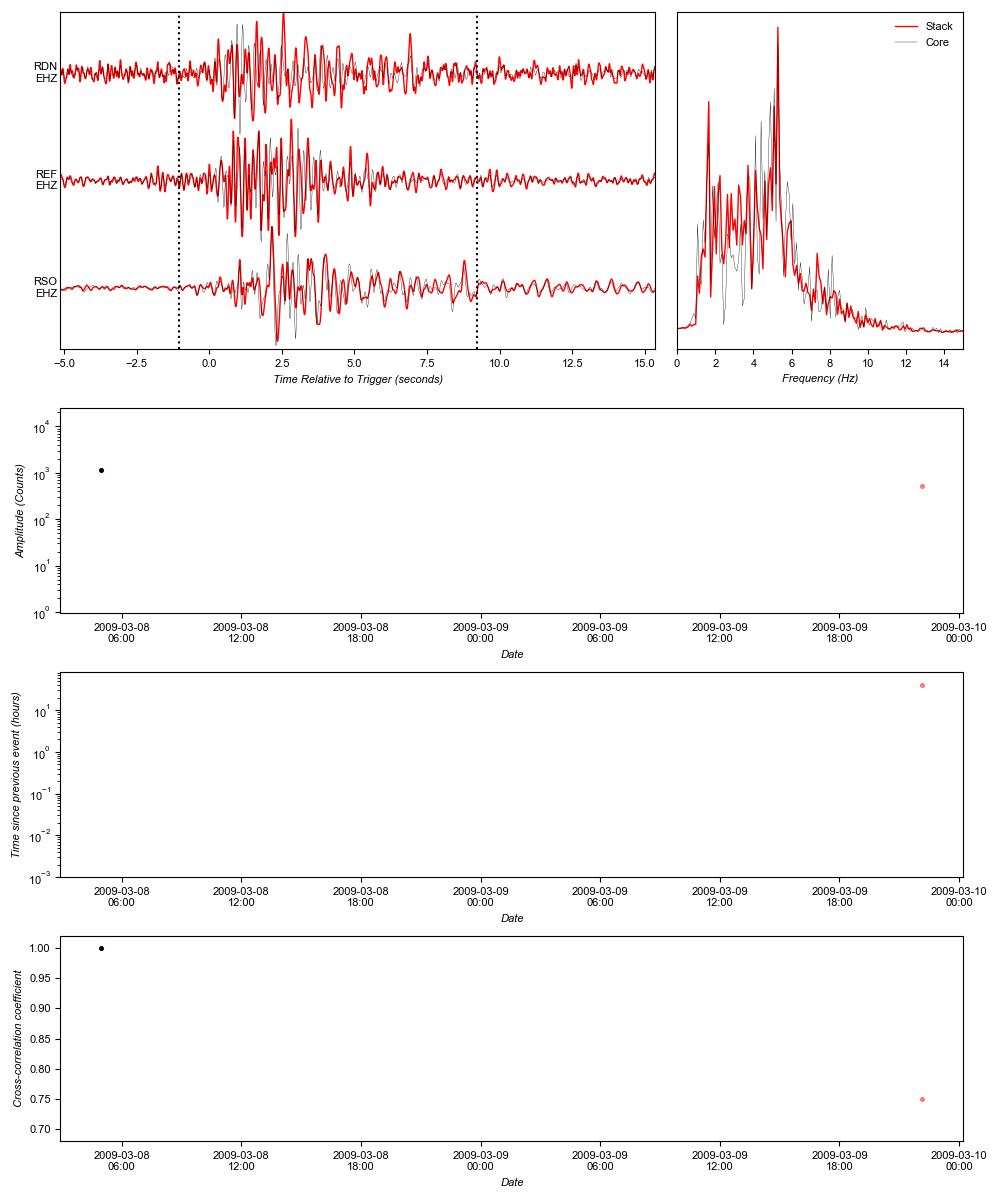 RDN
EHZ
REF
EHZ
RSO
EHZ
−5.0 −2.5 0.0 2.5 5.0 7.5 10.0 12.5 15.0
Time Relative to Trigger (seconds)
Stack
Core
0 2 4 6 8 10 12 14
Frequency (Hz)
10⁴
10³
10²
10¹
10⁰
Amplitude (Counts)
2009-03-08 2009-03-08 2009-03-08 2009-03-09 2009-03-09 2009-03-09 2009-03-09 2009-03-10
06:00 12:00 18:00 00:00 06:00 12:00 18:00 00:00
Date
10¹
10⁰
10⁻¹
10⁻²
10⁻³
Time since previous event (hours)
2009-03-08 2009-03-08 2009-03-08 2009-03-09 2009-03-09 2009-03-09 2009-03-09 2009-03-10
06:00 12:00 18:00 00:00 06:00 12:00 18:00 00:00
Date
1.00
0.95
0.90
0.85
0.80
0.75
0.70
Cross-correlation coefficient
2009-03-08 2009-03-08 2009-03-08 2009-03-09 2009-03-09 2009-03-09 2009-03-09 2009-03-10
06:00 12:00 18:00 00:00 06:00 12:00 18:00 00:00
Date